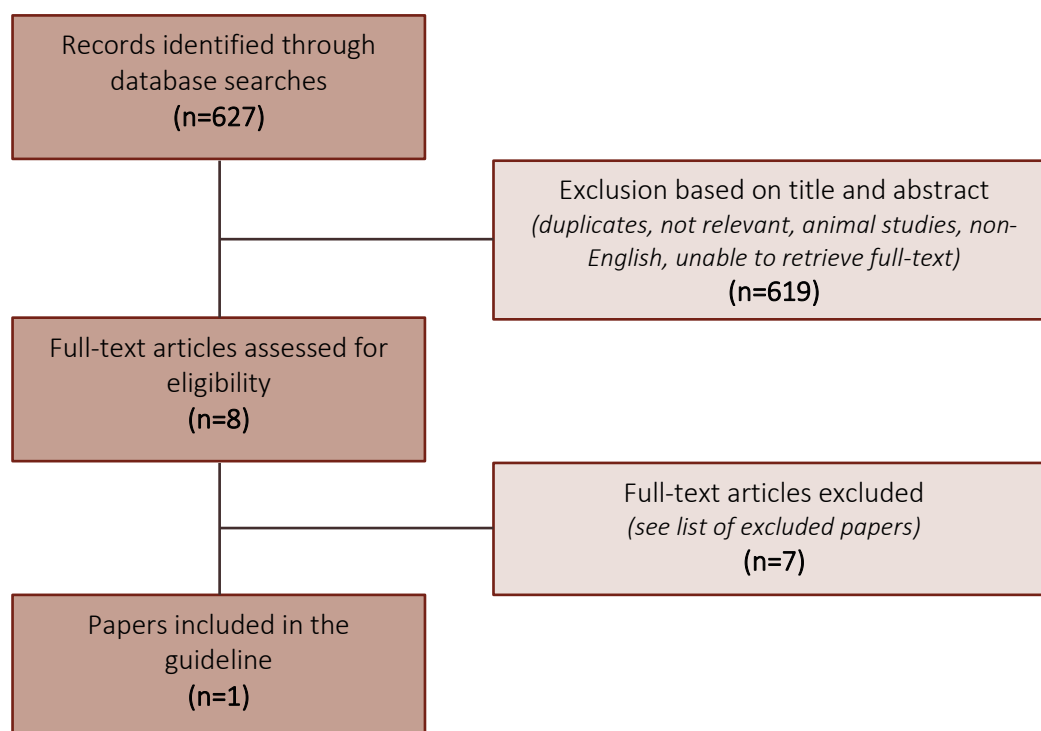 Records identified through
database searches
(n=627)
Exclusion based on title and abstract
(duplicates, not relevant, animal studies, non-
English, unable to retrieve full-text)
(n=619)
Full-text articles assessed for
eligibility
(n=8)
Full-text articles excluded
(see list of excluded papers)
(n=7)
Papers included in the
guideline
(n=1)